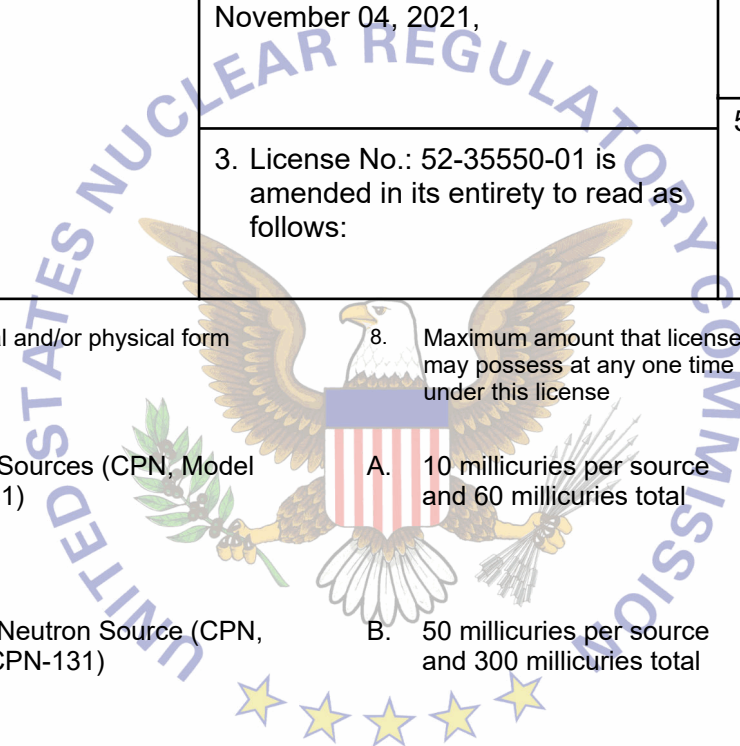 November 04, 2021,
3. License No.: 52-35550-01 is
amended in its entirety to read as
follows:
and/or physical form
8. Maximum amount that license
may possess at any one time
under this license
Sources (CPN, Model
1)
A. 10 millicuries per source
and 60 millicuries total
Neutron Source (CPN,
CPN-131)
B. 50 millicuries per source
and 300 millicuries total
UNITED STATES NUCLEAR REGULATORY COMMISSION